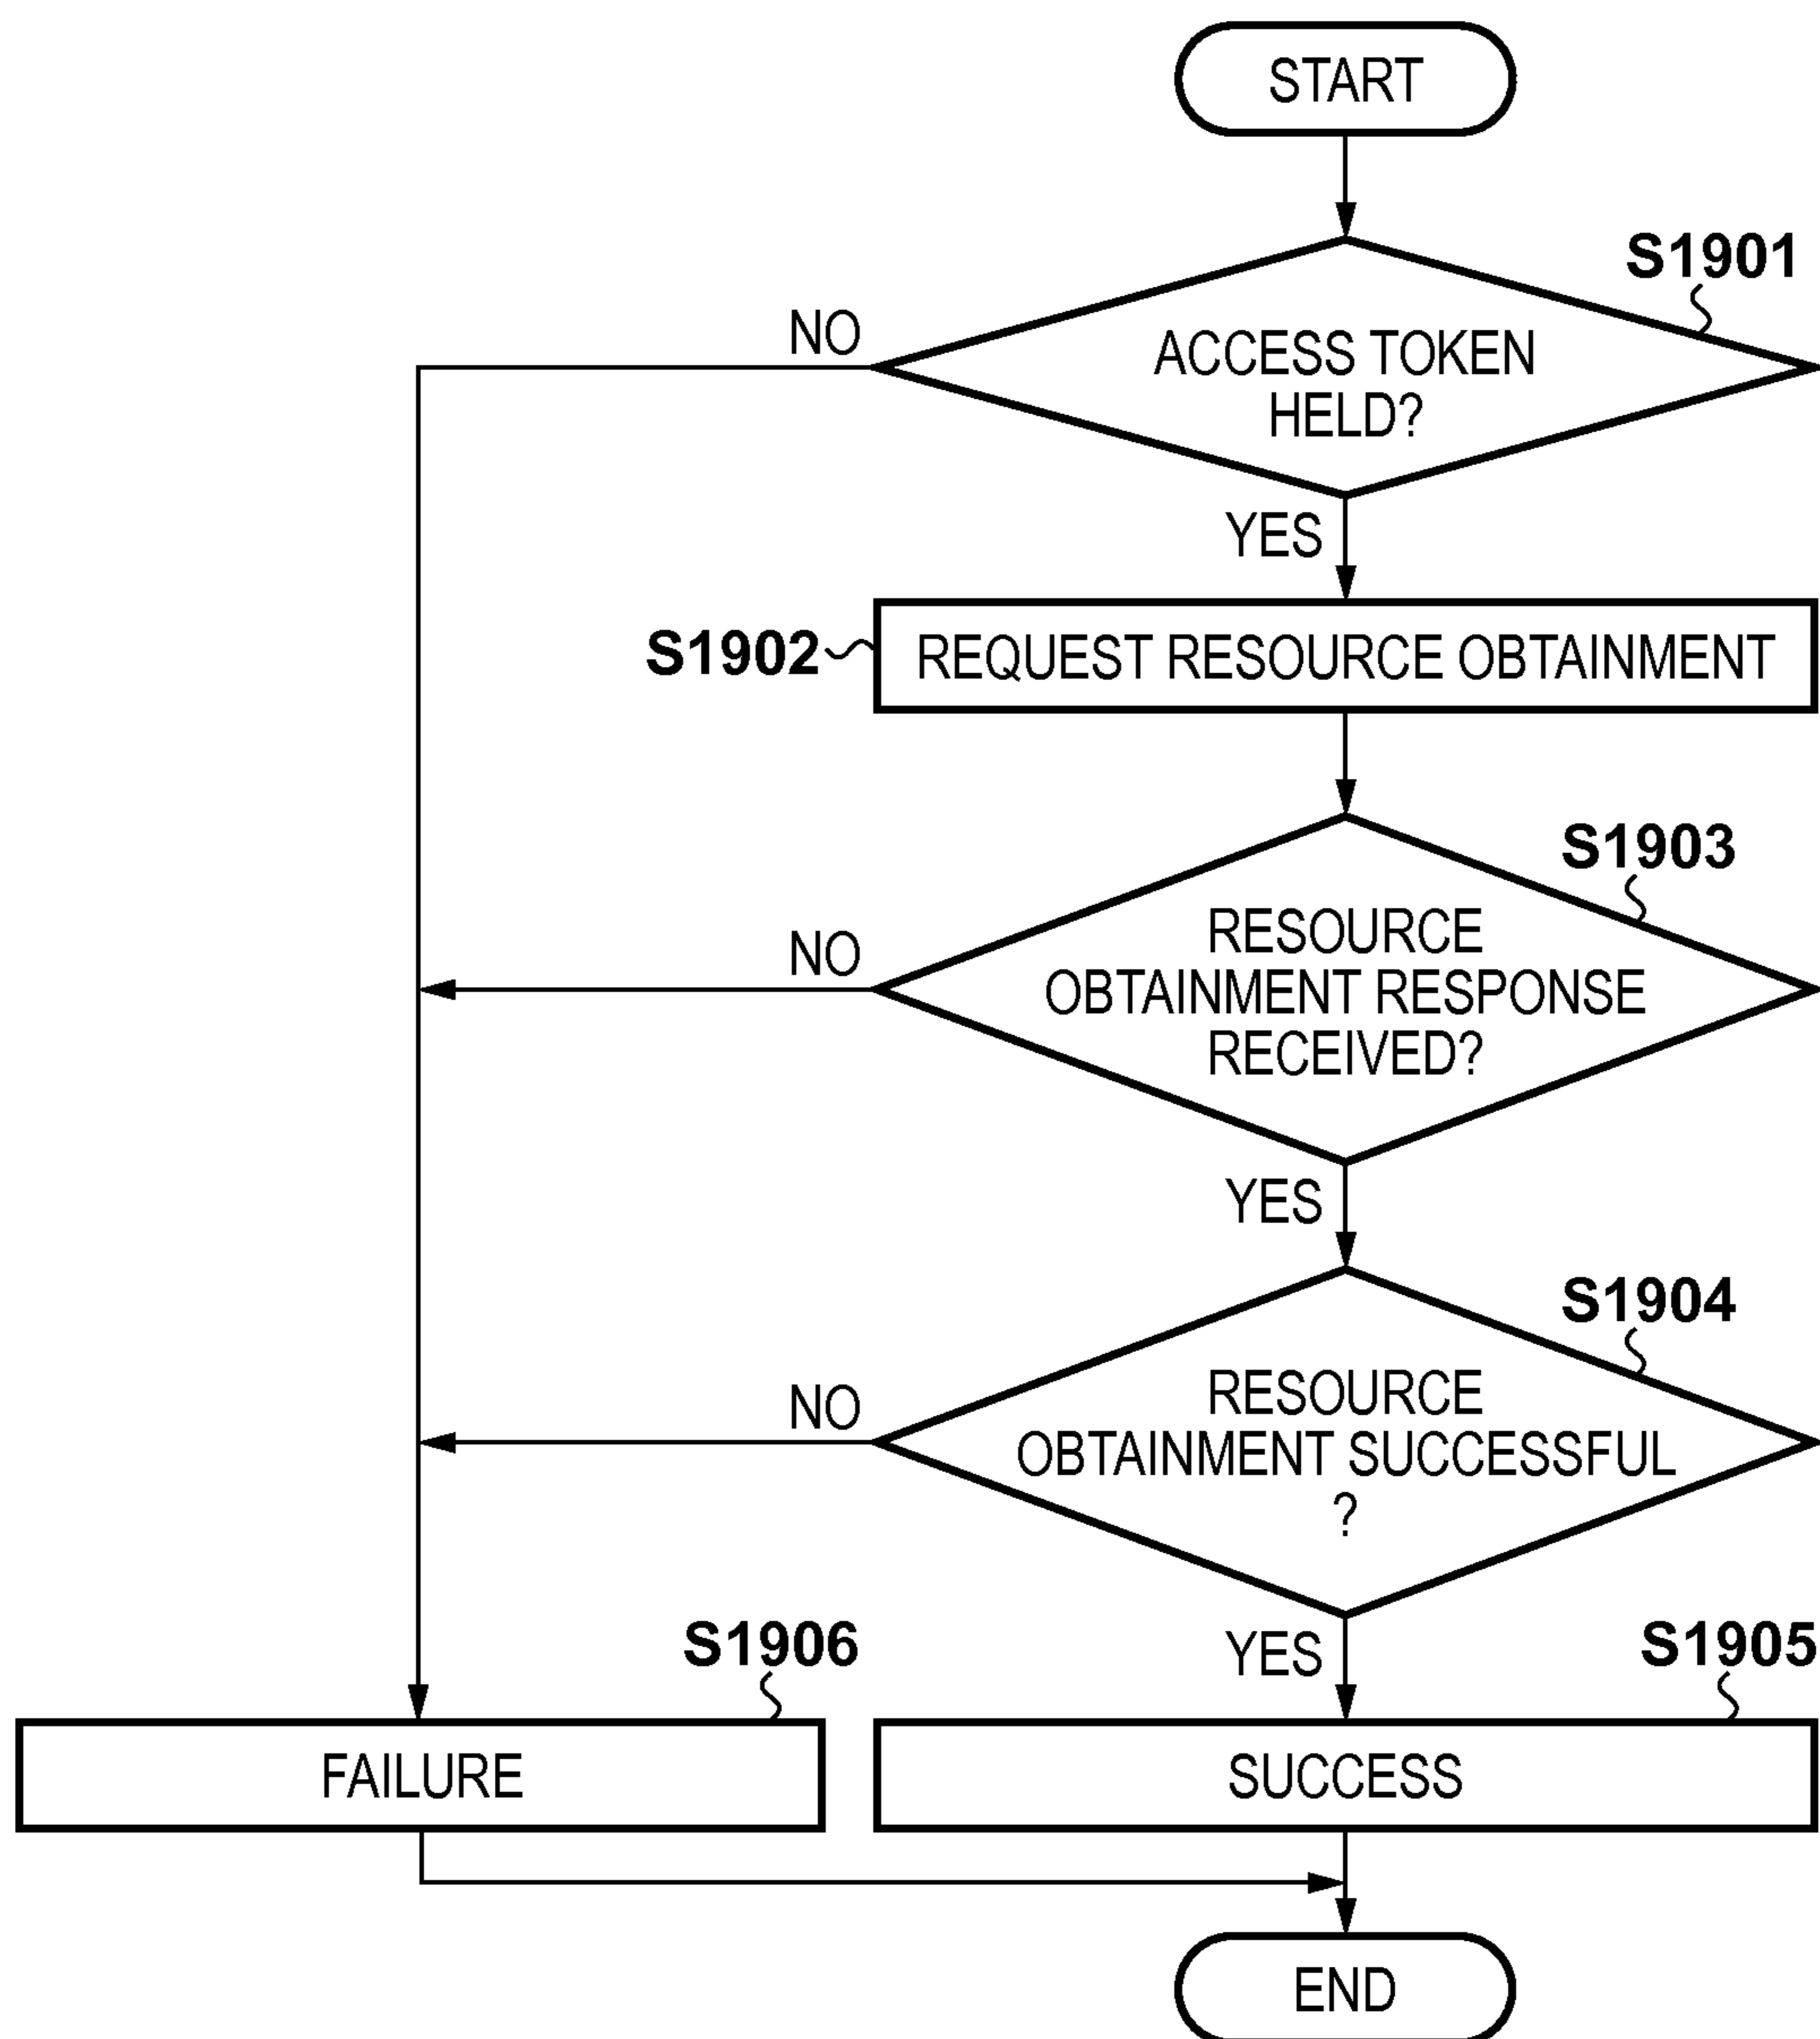 START
S1901
NO
ACCESS TOKEN
HELD?
YES
S1902
REQUEST RESOURCE OBTAINMENT
S1903
NO
RESOURCE
OBTAINMENT RESPONSE
RECEIVED?
YES
S1904
NO
RESOURCE
OBTAINMENT SUCCESSFUL
?
YES
S1906
S1905
FAILURE
SUCCESS
END